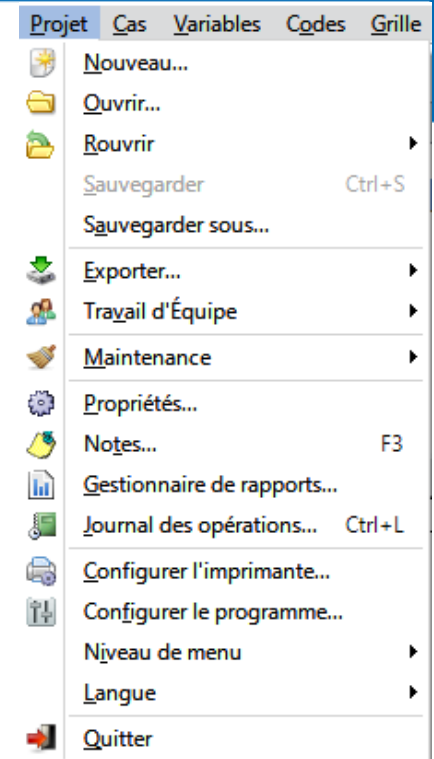 Projet Cas Variables Codes Grille
Nouveau...
Ouvrir...
Rouvrir
Sauvegarder Ctrl+S
Sauvegarder sous...
Exporter...
Travail d'Équipe
Maintenance
Propriétés...
Notes... F3
Gestionnaire de rapports...
Journal des opérations... Ctrl+L
Configurer l'imprimante...
Configurer le programme...
Niveau de menu
Langue
Quitter